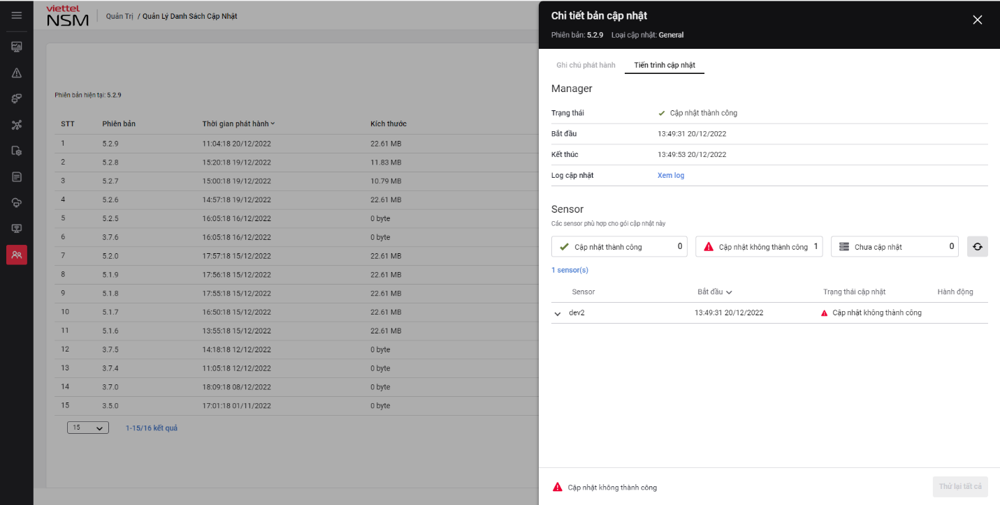 viettel
NSM
Quản Trị / Quản Lý Danh Sách Cập Nhật
Phiên bản hiện tại: 5.2.9
STT Phiên bản Thời gian phát hành Kích thước
1 5.2.9 11:04:18 20/12/2022 22.61 MB
2 5.2.8 15:20:18 19/12/2022 11.83 MB
3 5.2.7 15:00:18 19/12/2022 10.79 MB
4 5.2.6 14:57:18 19/12/2022 22.61 MB
5 5.2.5 16:05:18 16/12/2022 0 byte
6 3.7.6 16:05:18 16/12/2022 0 byte
7 5.2.0 17:57:18 15/12/2022 22.61 MB
8 5.1.9 17:56:18 15/12/2022 22.61 MB
9 5.1.8 17:55:18 15/12/2022 22.61 MB
10 5.1.7 16:50:18 15/12/2022 22.61 MB
11 5.1.6 13:55:18 15/12/2022 22.61 MB
12 3.7.5 14:18:18 12/12/2022 0 byte
13 3.7.4 11:05:18 12/12/2022 0 byte
14 3.7.0 18:09:18 08/12/2022 0 byte
15 3.5.0 17:01:18 01/11/2022 0 byte
15 1-15/16 kết quả
Chi tiết bản cập nhật
Phiên bản: 5.2.9 Loại cập nhật: General
Ghi chú phát hành Tiến trình cập nhật
Manager
Trạng thái Cập nhật thành công
Bắt đầu 13:49:31 20/12/2022
Kết thúc 13:49:53 20/12/2022
Log cập nhật Xem log
Sensor
Các sensor phù hợp cho gói cập nhật này
Cập nhật thành công 0 Cập nhật không thành công 1 Chưa cập nhật 0
1 sensor(s)
Sensor Bắt đầu Trạng thái cập nhật Hành động
dev2 13:49:31 20/12/2022 Cập nhật không thành công
Cập nhật không thành công Thử lại tất cả